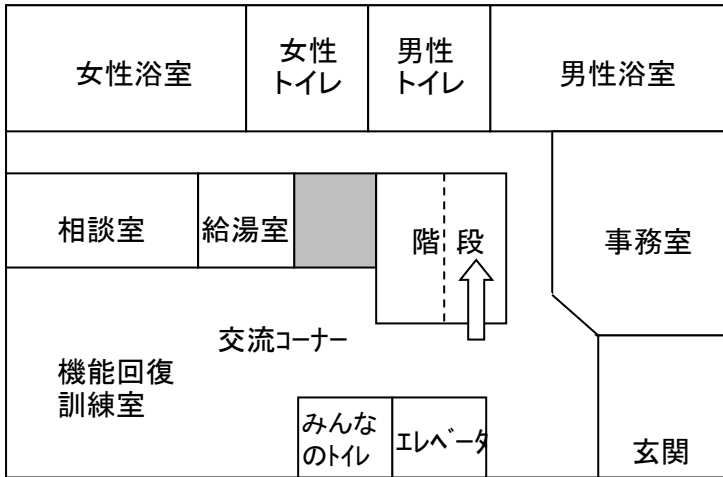 女性浴室
女性
トイレ
男性
トイレ
男性浴室
相談室
給湯室
階段
事務室
交流コーナー
機能回復
訓練室
みんな
のトイレ
エレベータ
玄関